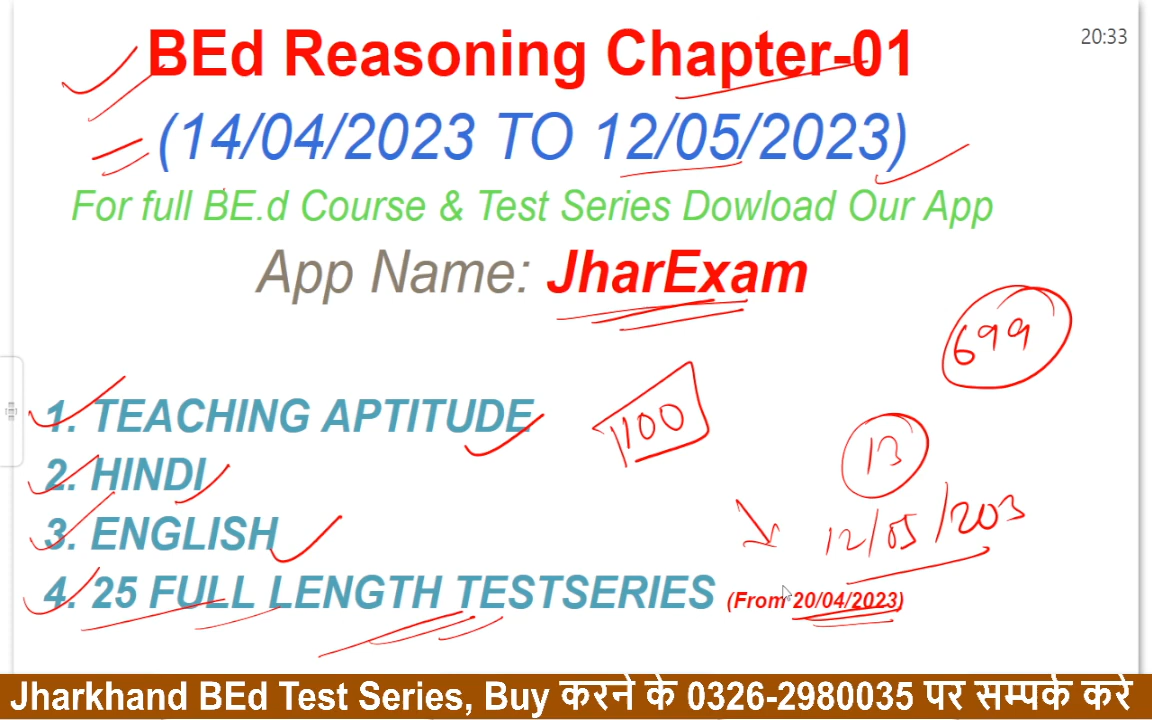 20:33
BEd Reasoning Chapter-01
(14/04/2023 TO 12/05/2023)
For full BE.d Course & Test Series Dowload Our App
App Name: JharExam
699
1. TEACHING APTITUDE
1100
2. HINDI
13
3. ENGLISH
12/05/203
4. 25 FULL LENGTH TESTSERIES (From 20/04/2023)
Jharkhand BEd Test Series, Buy करने के 0326-2980035 पर सम्पर्क करे